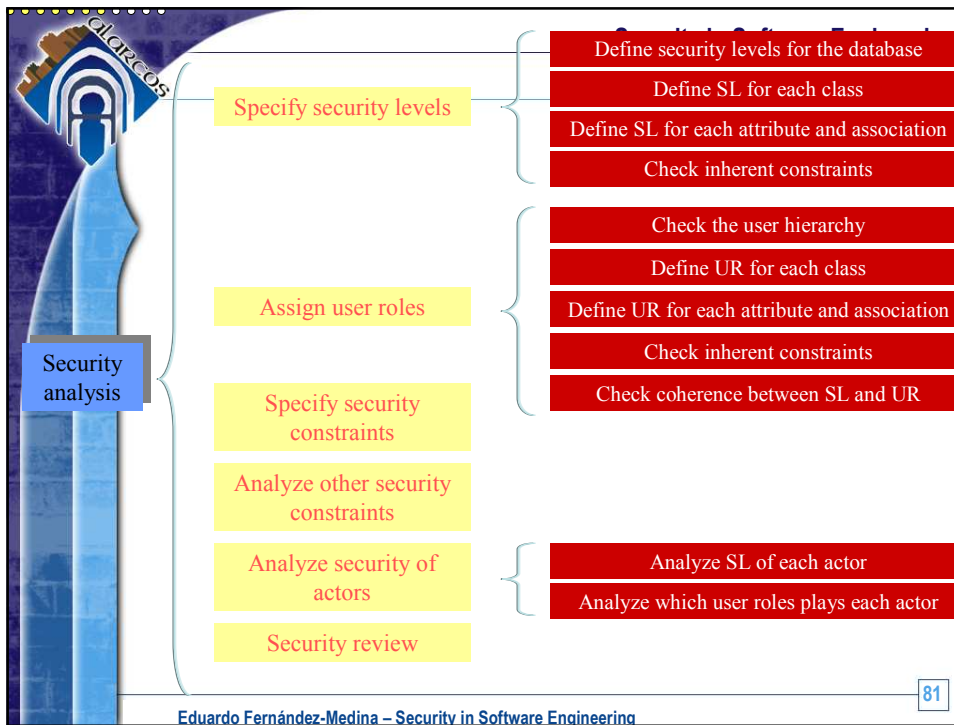 alarcos
Define security levels for the database
Define SL for each class
Specify security levels
Define SL for each attribute and association
Check inherent constraints
Check the user hierarchy
Define UR for each class
Assign user roles
Define UR for each attribute and association
Check inherent constraints
Check coherence between SL and UR
Security
analysis
Specify security
constraints
Analyze other security
constraints
Analyze security of
actors
Analyze SL of each actor
Analyze which user roles plays each actor
Security review
81
Eduardo Fernández-Medina – Security in Software Engineering